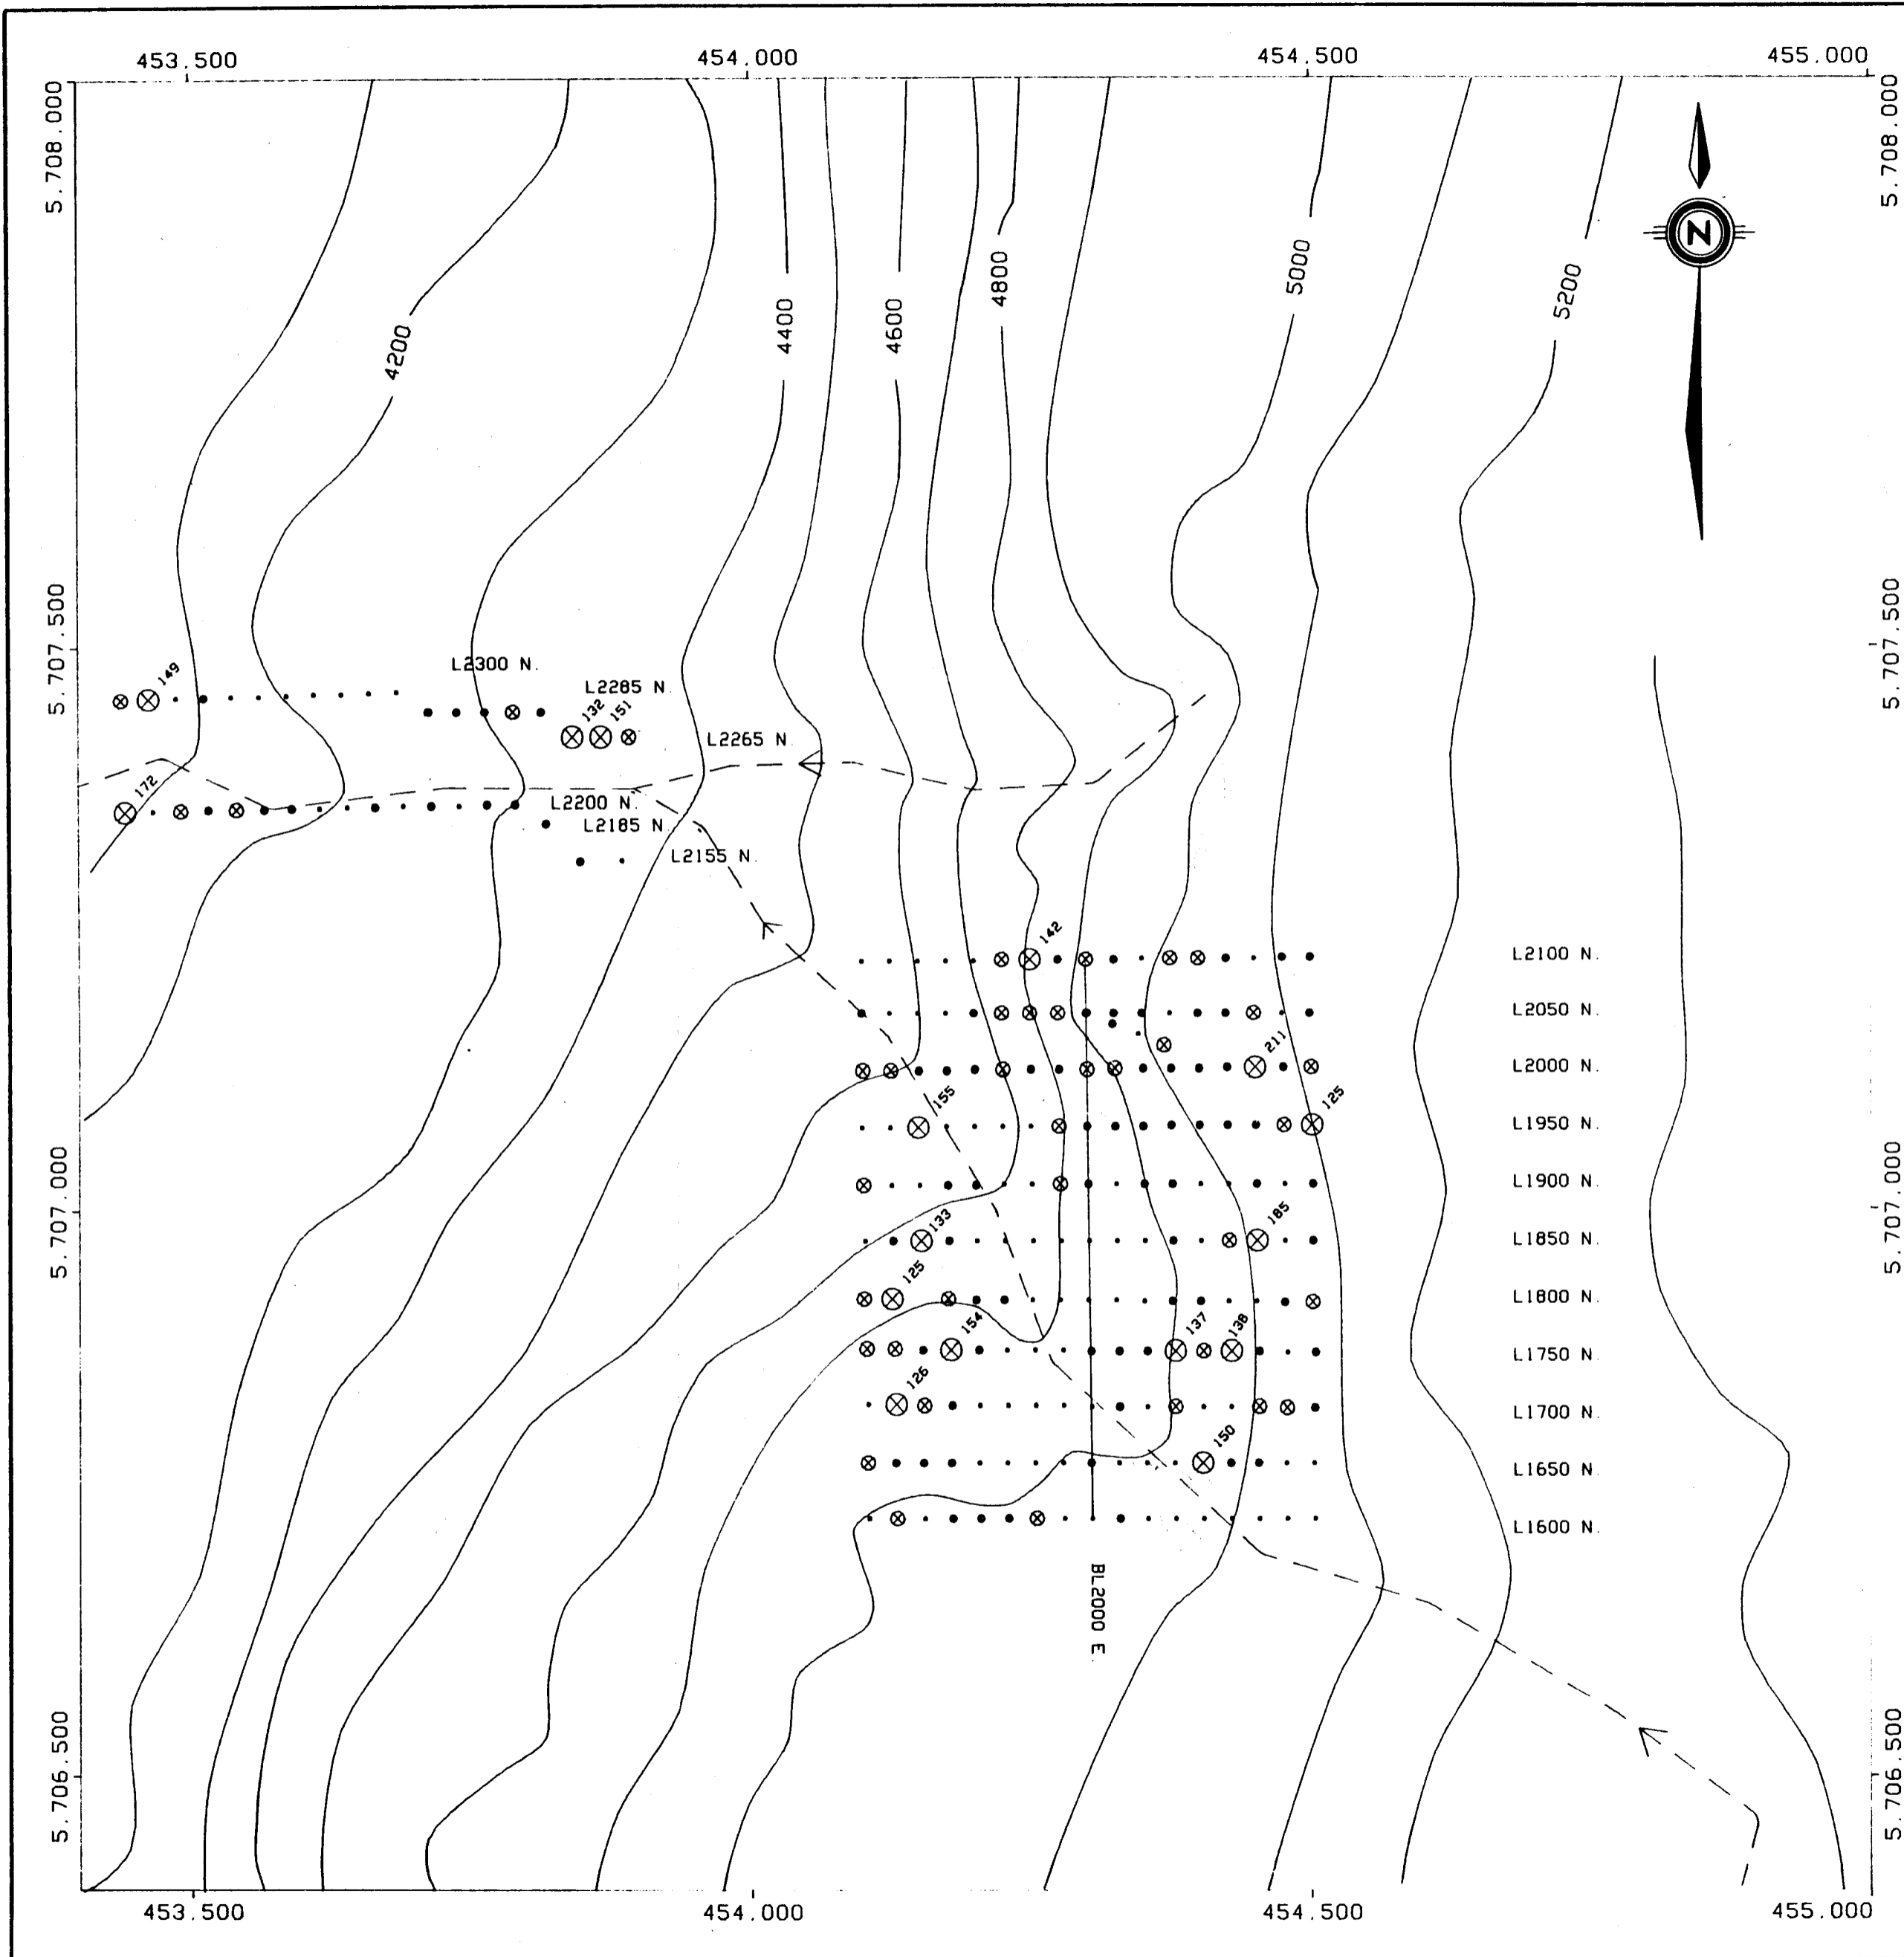 453.500 454.000 454.500 455.000
5.708.000 5.708.000
N
4200 4400 4600 4800 5000 5200
5.707.500 5.707.500
L2300 N.
149
L2285 N.
132 151
L2265 N.
172
L2200 N.
L2185 N.
L2155 N.
142
L2100 N.
L2050 N.
211
L2000 N.
155 125
L1950 N.
5.707.000 5.707.000
L1900 N.
133 185
L1850 N.
125
L1800 N.
154 137 138
L1750 N.
126
L1700 N.
150
L1650 N.
L1600 N.
BL2000 E.
5.706.500 5.706.500
453.500 454.000 454.500 455.000